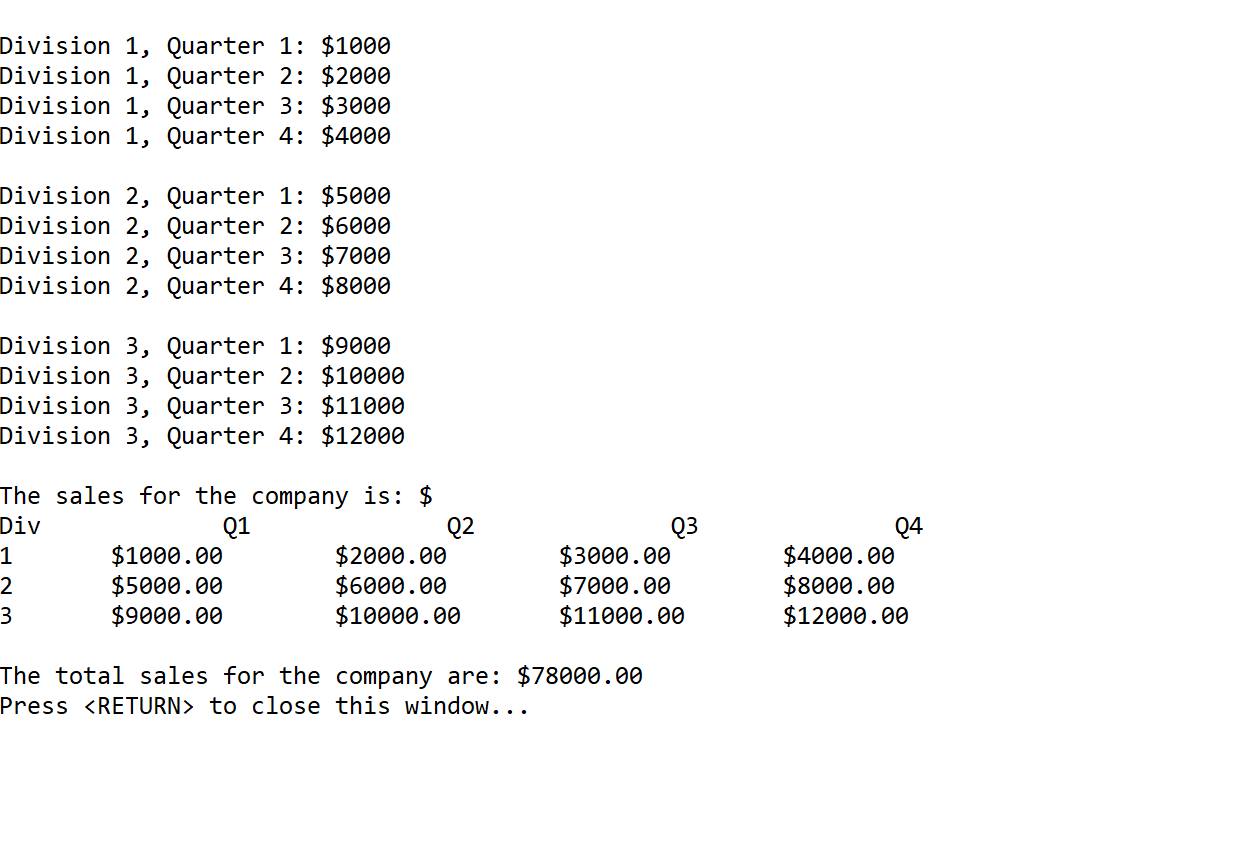 Division 1, Quarter 1: $1000
Division 1, Quarter 2: $2000
Division 1, Quarter 3: $3000
Division 1, Quarter 4: $4000
Division 2, Quarter 1: $5000
Division 2, Quarter 2: $6000
Division 2, Quarter 3: $7000
Division 2, Quarter 4: $8000
Division 3, Quarter 1: $9000
Division 3, Quarter 2: $10000
Division 3, Quarter 3: $11000
Division 3, Quarter 4: $12000
The sales for the company is: $
Div Q1 Q2 Q3 Q4
1 $1000.00 $2000.00 $3000.00 $4000.00
2 $5000.00 $6000.00 $7000.00 $8000.00
3 $9000.00 $10000.00 $11000.00 $12000.00
The total sales for the company are: $78000.00
Press <RETURN> to close this window...